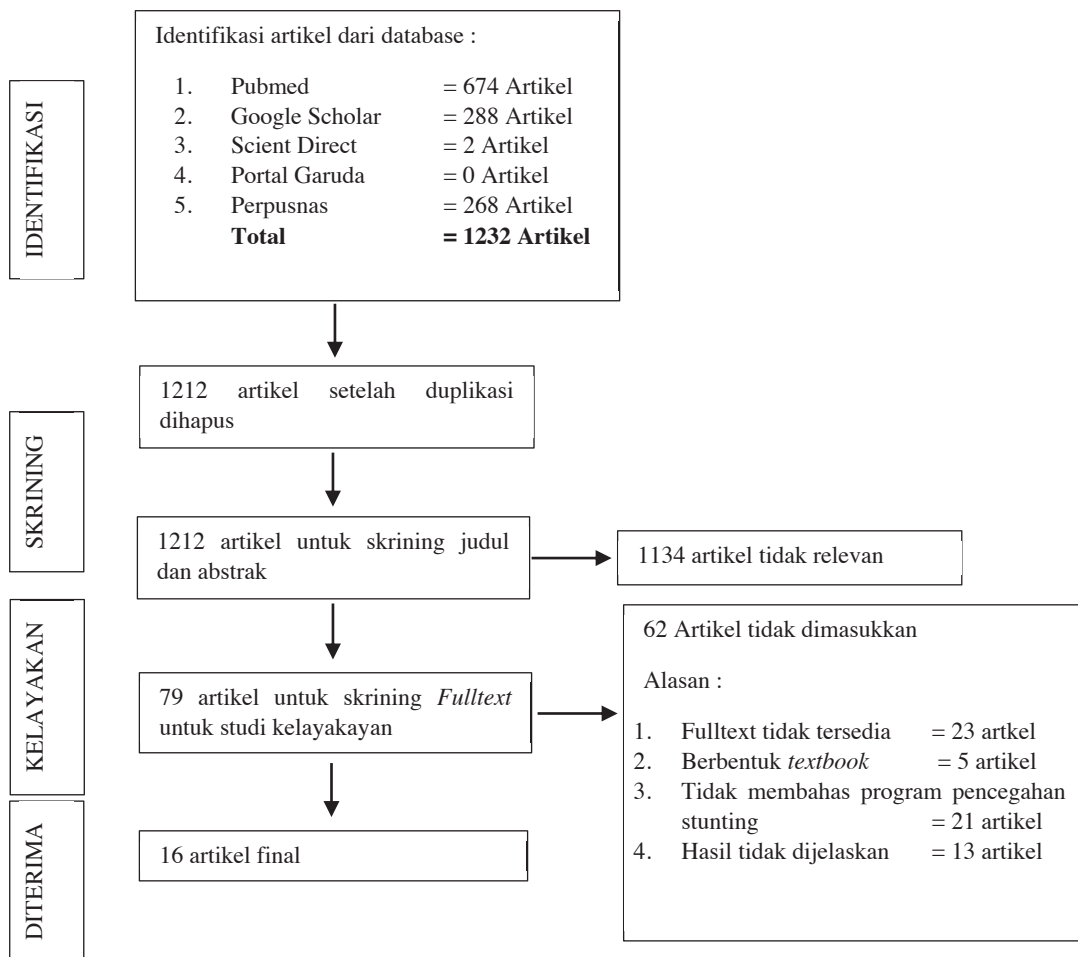 IDENTIFIKASI
Identifikasi artikel dari database :
1. Pubmed = 674 Artikel
2. Google Scholar = 288 Artikel
3. Scient Direct = 2 Artikel
4. Portal Garuda = 0 Artikel
5. Perpusnas = 268 Artikel
Total = 1232 Artikel
SKRINING
1212 artikel setelah duplikasi
dihapus
1212 artikel untuk skrining judul
dan abstrak
1134 artikel tidak relevan
KELAYAKAN
79 artikel untuk skrining Fulltext
untuk studi kelayakayan
62 Artikel tidak dimasukkan
Alasan :
1. Fulltext tidak tersedia = 23 artkel
2. Berbentuk textbook = 5 artikel
3. Tidak membahas program pencegahan
stunting = 21 artikel
4. Hasil tidak dijelaskan = 13 artikel
DITERIMA
16 artikel final